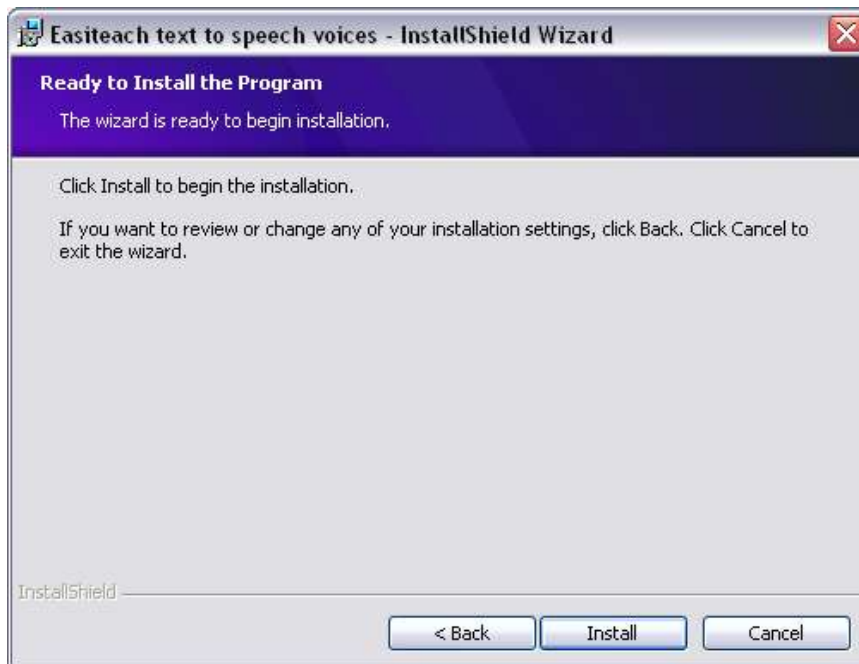 Easiteach text to speech voices - InstallShield Wizard
Ready to Install the Program
The wizard is ready to begin installation.
Click Install to begin the installation.
If you want to review or change any of your installation settings, click Back. Click Cancel to
exit the wizard.
InstallShield
< Back
Install
Cancel